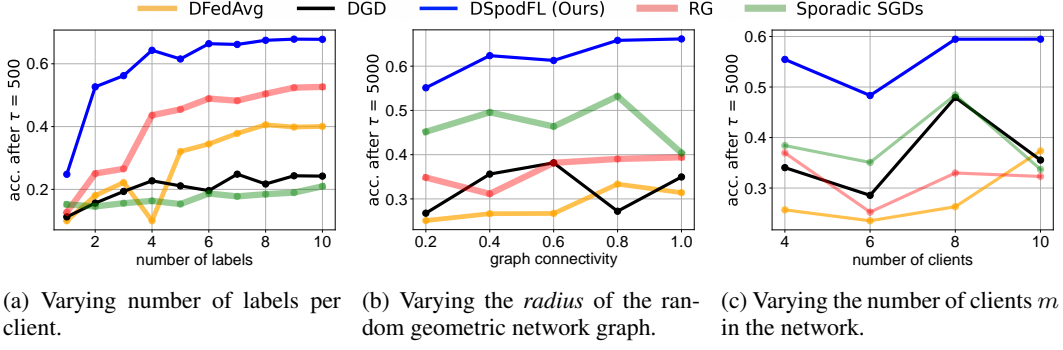 DFedAvg DGD DSpodFL (Ours) RG Sporadic SGDs
acc. after τ = 500
0.6
0.4
0.2
2 4 6 8 10
number of labels
acc. after τ = 5000
0.6
0.5
0.4
0.3
0.2 0.4 0.6 0.8 1.0
graph connectivity
acc. after τ = 5000
0.6
0.5
0.4
0.3
4 6 8 10
number of clients
(a) Varying number of labels per
client.
(b) Varying the radius of the ran-
dom geometric network graph.
(c) Varying the number of clients m
in the network.